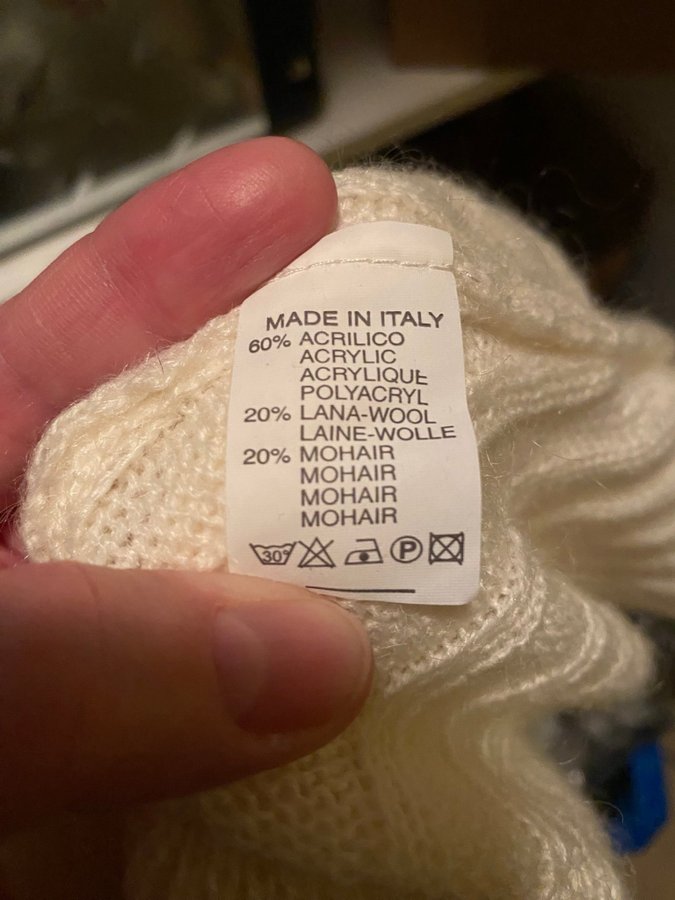 MADE IN ITALY
60% ACRILICO
ACRYLIC
ACRYLIQUE
POLYACRYL
20% LANA-WOOL
LAINE-WOLLE
20% MOHAIR
MOHAIR
MOHAIR
MOHAIR
30° P